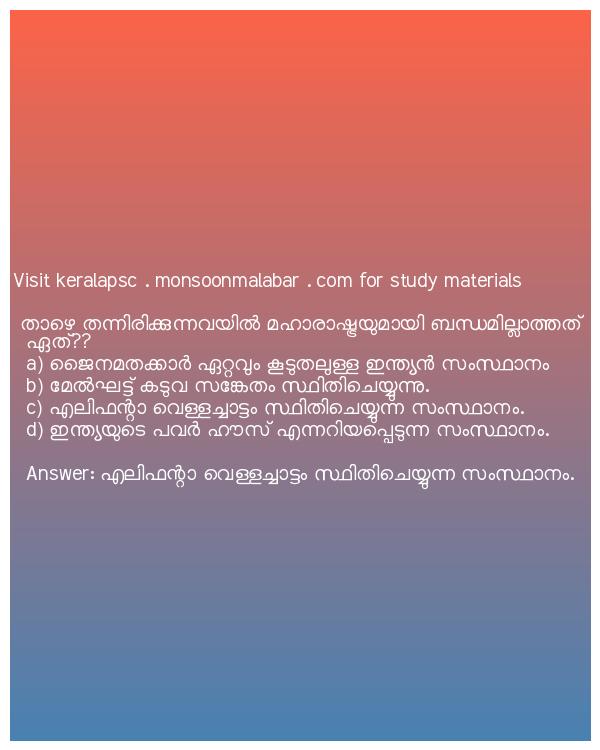 Visit keralapsc . monsoonmalabar . com for study materials
താഴെ തന്നിരിക്കുന്നവയിൽ മഹാരാഷ്ട്രയുമായി ബന്ധമില്ലാത്തത്
ഏത്??
a) ജൈനമതക്കാർ ഏറ്റവും കൂടുതലുള്ള ഇന്ത്യൻ സംസ്ഥാനം
b) മേൽഘട്ട് കടുവ സങ്കേതം സ്ഥിതിചെയ്യുന്നു.
c) എലിഫന്റാ വെള്ളച്ചാട്ടം സ്ഥിതിചെയ്യുന്ന സംസ്ഥാനം.
d) ഇന്ത്യയുടെ പവർ ഹൗസ് എന്നറിയപ്പെടുന്ന സംസ്ഥാനം.
Answer: എലിഫന്റാ വെള്ളച്ചാട്ടം സ്ഥിതിചെയ്യുന്ന സംസ്ഥാനം.